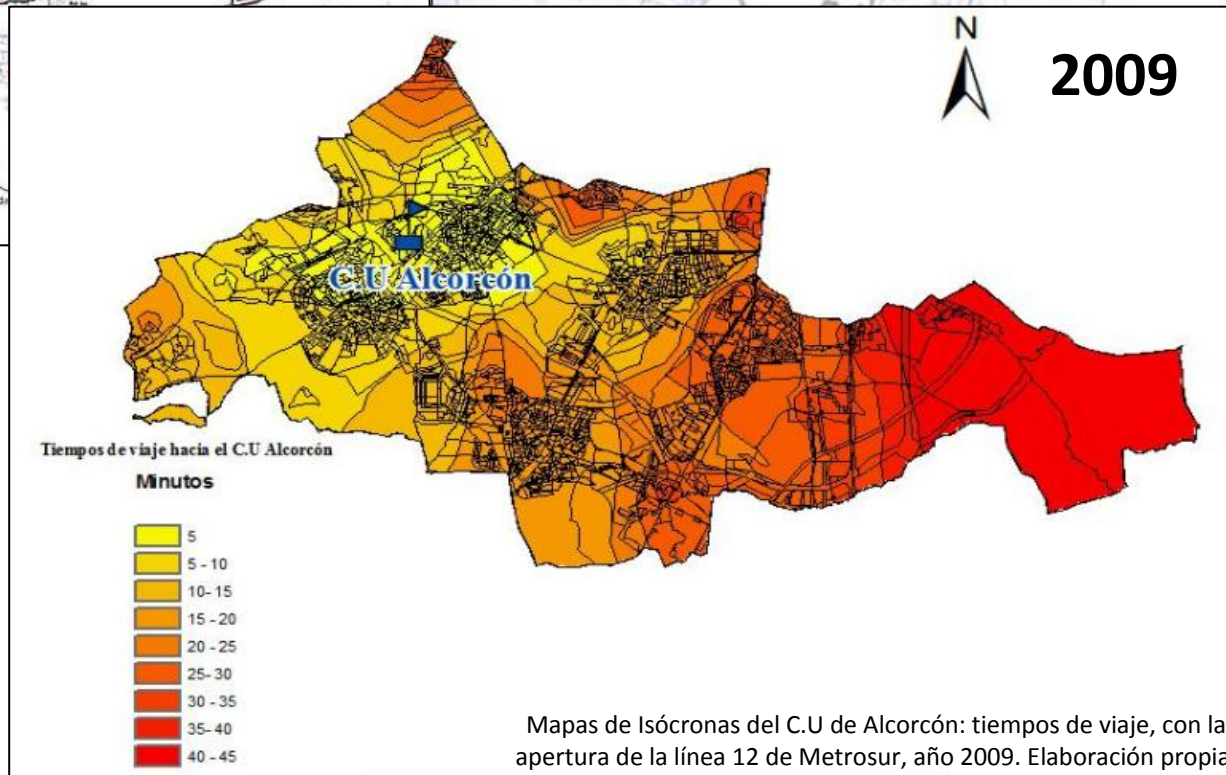 N
2009
C.U Alcorcón
Tiempos de viaje hacia el C.U Alcorcón
Minutos
5
5 - 10
10- 15
15 - 20
20 - 25
25- 30
30 - 35
35- 40
40 - 45
Mapas de Isócronas del C.U de Alcorcón: tiempos de viaje, con la
apertura de la línea 12 de Metrosur, año 2009. Elaboración propia